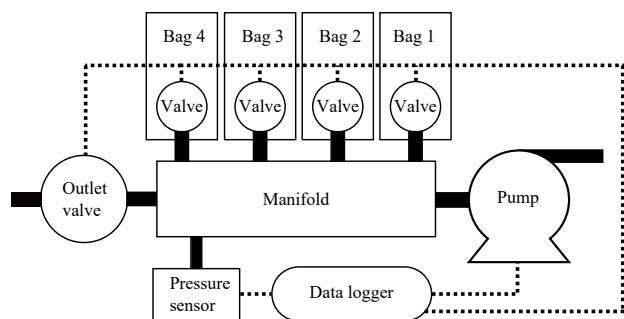 Bag 4
Bag 3
Bag 2
Bag 1
Valve
Valve
Valve
Valve
Outlet
valve
Manifold
Pump
Pressure
sensor
Data logger